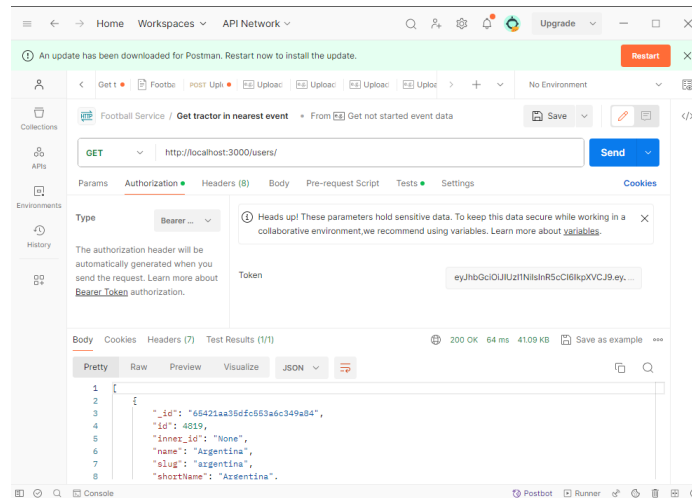 Home Workspaces API Network Upgrade
An update has been downloaded for Postman. Restart now to install the update. Restart
Get t Footba POST Uplo Uploac Uploac Uploac Uploa No Environment
HTTP Football Service / Get tractor in nearest event From e.g. Get not started event data Save
Collections
APIs
Environments
History
GET http://localhost:3000/users/ Send
Params Authorization Headers (8) Body Pre-request Script Tests Settings Cookies
Type Bearer ...
Heads up! These parameters hold sensitive data. To keep this data secure while working in a
collaborative environment,we recommend using variables. Learn more about variables.
The authorization header will be
automatically generated when you
send the request. Learn more about
Bearer Token authorization.
Token
Body Cookies Headers (7) Test Results (1/1) 200 OK 64 ms 41.09 KB Save as example
Pretty Raw Preview Visualize JSON
1 [
2 {
3 "_id": "65421aa35dfc553a6c349a84",
4 "id": 4819,
5 "inner_id": "None",
6 "name": "Argentina",
7 "slug": "argentina",
8 "shortName": "Argentina",
Console Postbot Runner